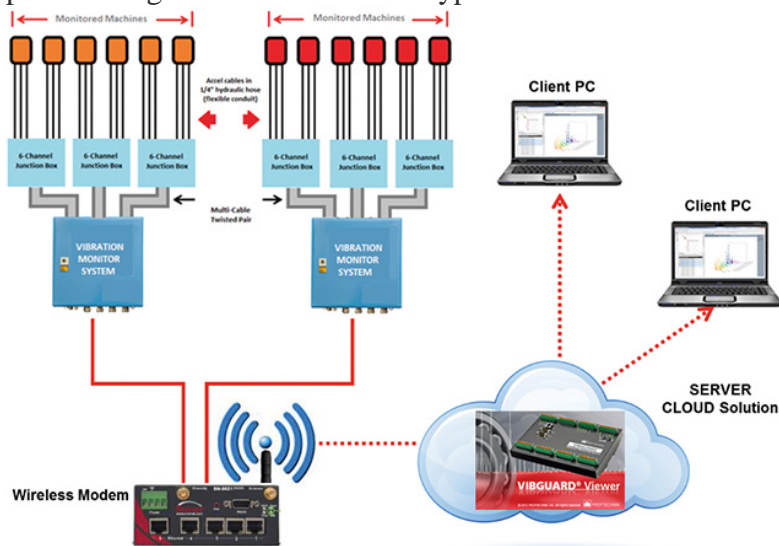 Monitored Machines
Monitored Machines
Accel cables in
1/4" hydraulic hose
(flexible conduit)
6-Channel
Junction Box
6-Channel
Junction Box
6-Channel
Junction Box
6-Channel
Junction Box
6-Channel
Junction Box
6-Channel
Junction Box
Multi-Cable
Twisted Pair
VIBRATION
MONITOR
SYSTEM
VIBRATION
MONITOR
SYSTEM
Client PC
Client PC
SERVER
CLOUD Solution
VIBGUARD® Viewer
Wireless Modem